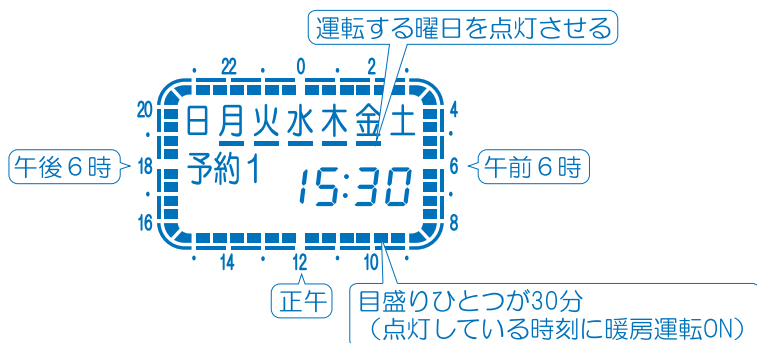 運転する曜日を点灯させる
22 0 2
20 4
日月火水木金土
午後6時 18 6 午前6時
予約1
15:30
16 8
14 12 10
正午
目盛りひとつが30分
(点灯している時刻に暖房運転ON)